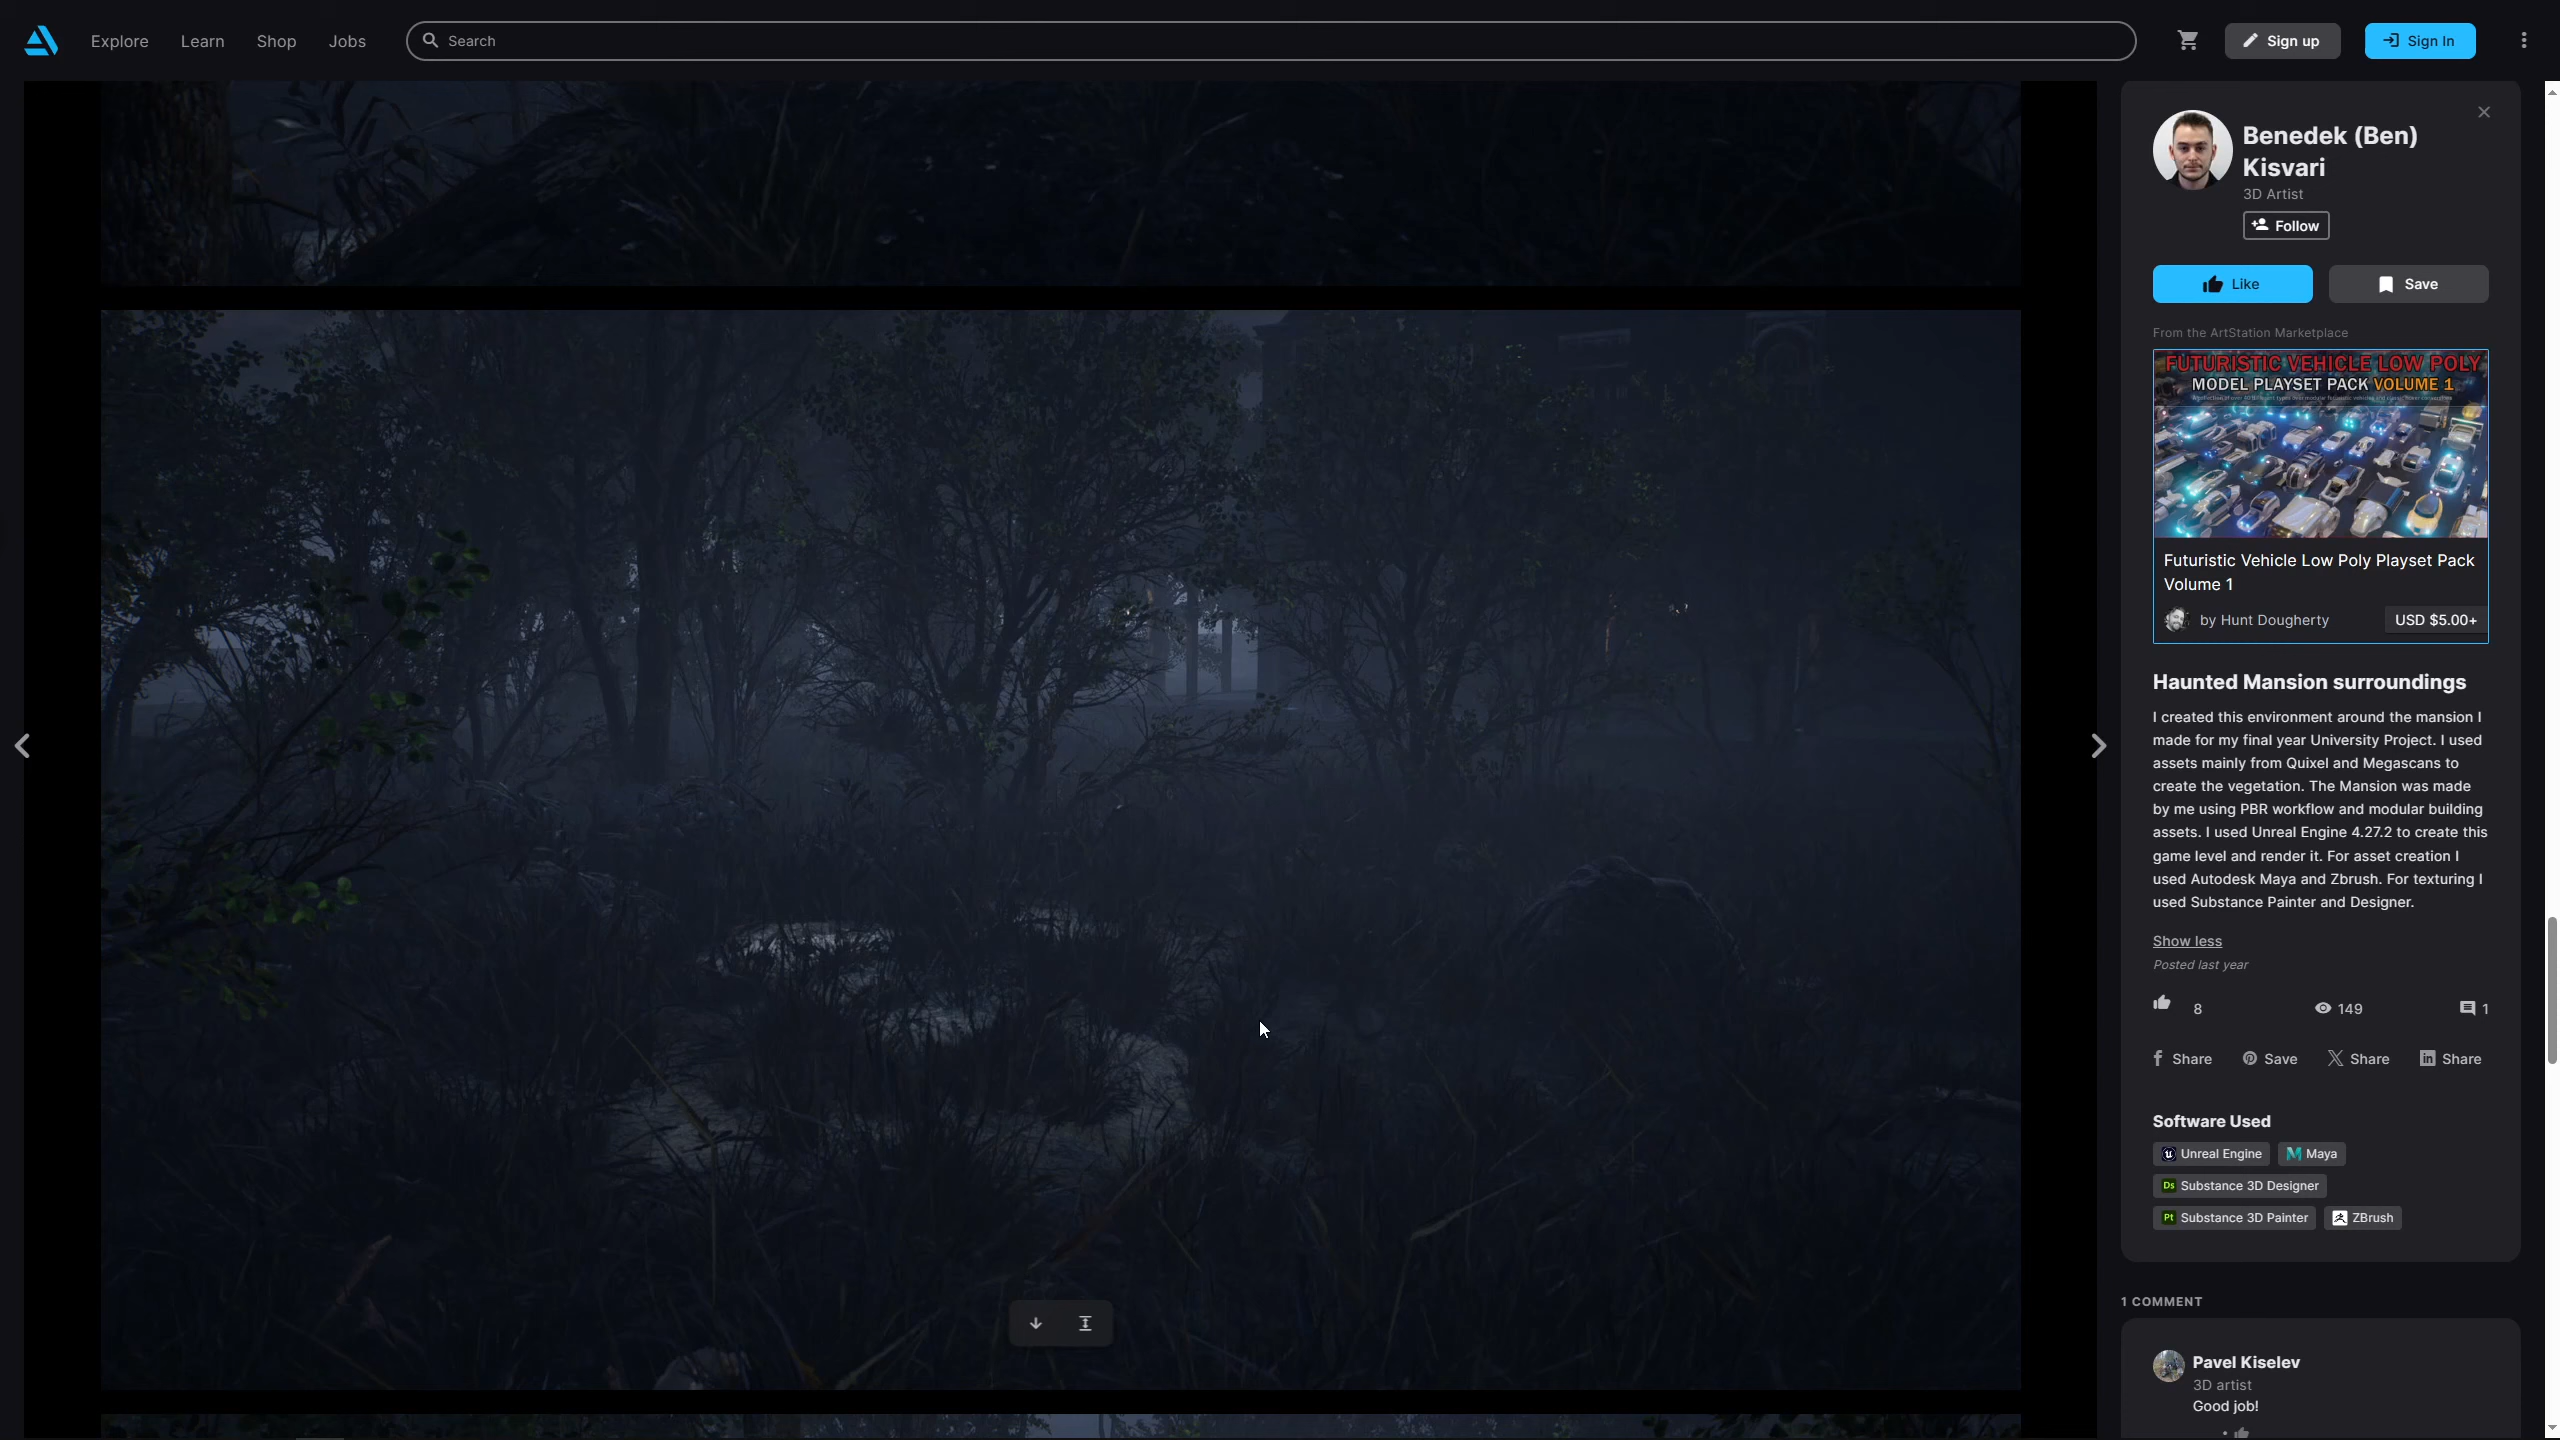 Explore Learn Shop Jobs Search Sign up Sign In
Benedek (Ben)
Kisvari
3D Artist
Follow
Like Save
From the ArtStation Marketplace
FUTURISTIC VEHICLE LOW POLY
MODEL PLAYSET PACK VOLUME 1
Futuristic Vehicle Low Poly Playset Pack
Volume 1
by Hunt Dougherty USD $5.00+
Haunted Mansion surroundings
I created this environment around the mansion I
made for my final year University Project. I used
assets mainly from Quixel and Megascans to
create the vegetation. The Mansion was made
by me using PBR workflow and modular building
assets. I used Unreal Engine 4.27.2 to create this
game level and render it. For asset creation I
used Autodesk Maya and Zbrush. For texturing I
used Substance Painter and Designer.
Show less
Posted last year
8 149 1
Share Save Share Share
Software Used
Unreal Engine Maya
Ds Substance 3D Designer
Pt Substance 3D Painter ZBrush
1 COMMENT
Pavel Kiselev
3D artist
Good job!